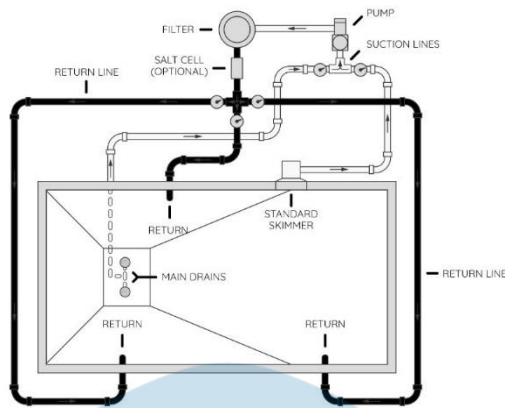 PUMP
FILTER
SUCTION LINES
SALT CELL
(OPTIONAL)
RETURN LINE
RETURN
STANDARD
SKIMMER
MAIN DRAINS
RETURN LINE
RETURN
RETURN